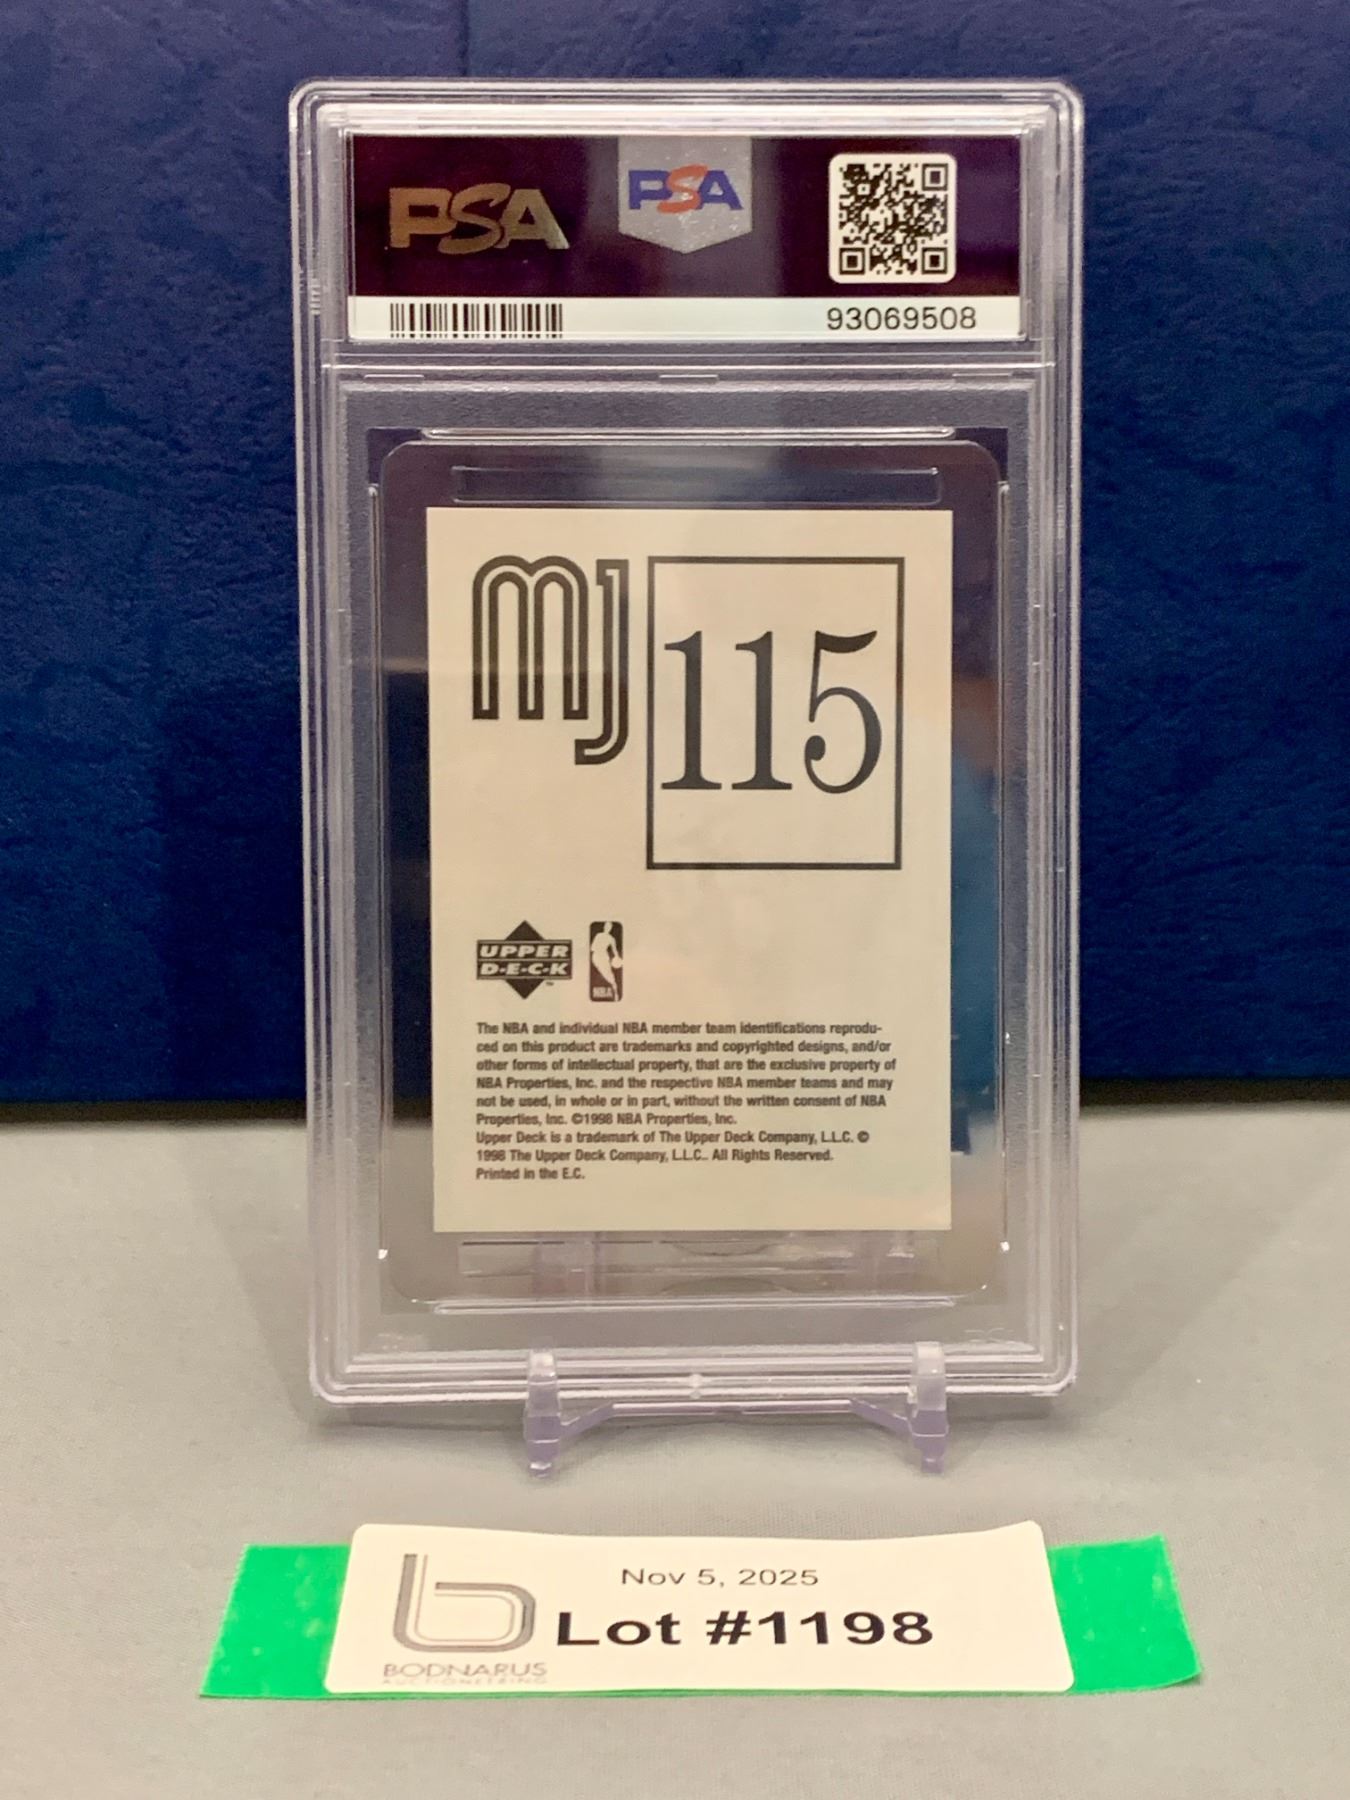 PSA
PSA
93069508
mj
115
UPPER
D·E·C·K
™
NBA
The NBA and individual NBA member team identifications reprodu-
ced on this product are trademarks and copyrighted designs, and/or
other forms of intellectual property, that are the exclusive property of
NBA Properties, Inc. and the respective NBA member teams and may
not be used, in whole or in part, without the written consent of NBA
Properties, Inc. ©1998 NBA Properties, Inc.
Upper Deck is a trademark of The Upper Deck Company, L.L.C. ©
1998 The Upper Deck Company, L.L.C.. All Rights Reserved.
Printed in the E.C.
Nov 5, 2025
b
Lot #1198
BODNARUS
AUCTIONEERING